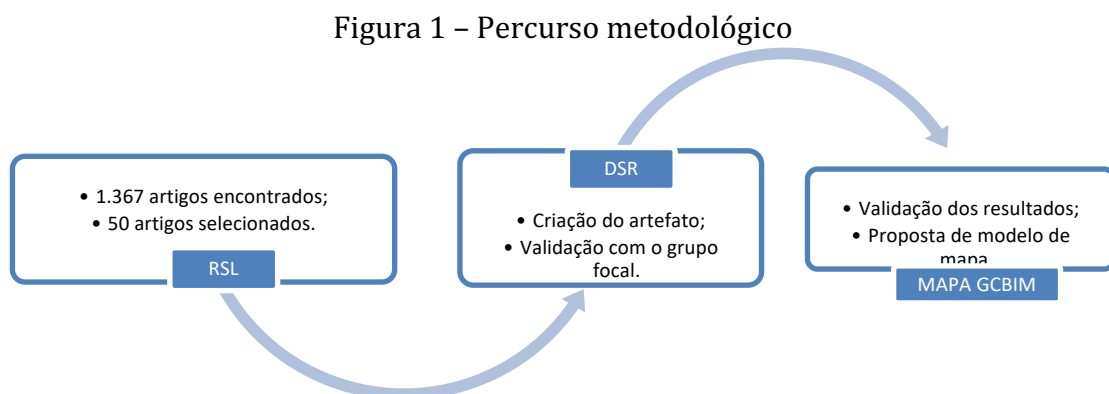 Figura 1 – Percurso metodológico
• 1.367 artigos encontrados;
• 50 artigos selecionados.
RSL
DSR
• Criação do artefato;
• Validação com o grupo
focal.
• Validação dos resultados;
• Proposta de modelo de
mapa
MAPA GCBIM